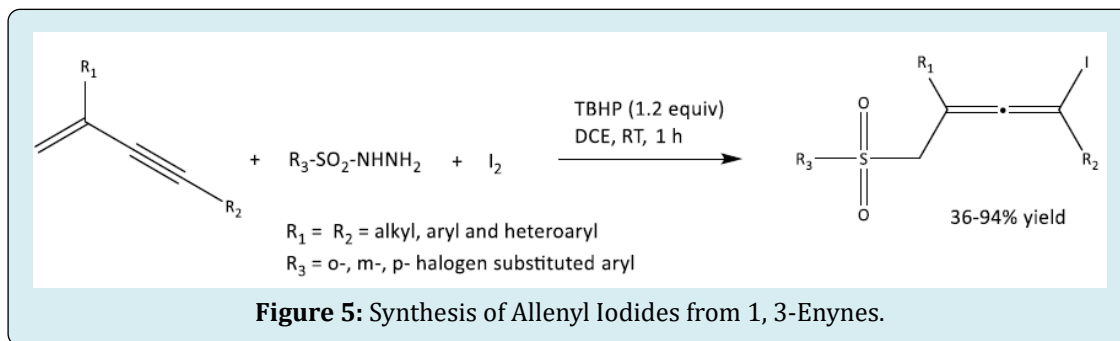 R₁
R₂
+ R₃-SO₂-NHNH₂ + I₂
TBHP (1.2 equiv)
DCE, RT, 1 h
R₁ = R₂ = alkyl, aryl and heteroaryl
R₃ = o-, m-, p- halogen substituted aryl
R₁
I
O
R₃
S
O
R₂
36-94% yield
Figure 5: Synthesis of Allenyl Iodides from 1, 3-Enynes.